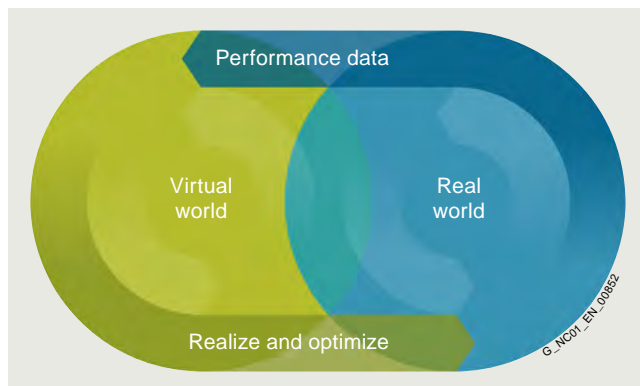 Performance data
Virtual
world
Real
world
Realize and optimize
G_NC01_EN_00852